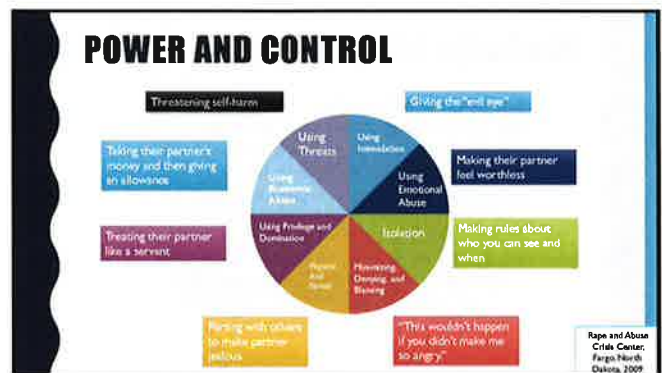 POWER AND CONTROL
Threatening self-harm
Giving the "evil eye"
Using
Threats
Using
Intimidation
Taking their partner's
money and then giving
an allowance
Using
Economic
Abuse
Using
Emotional
Abuse
Making their partner
feel worthless
Treating their partner
like a servant
Using Privilege and
Domination
Isolation
Making rules about
who you can see and
when
And
Minimizing,
Denying, and
Blaming
Flirting with others
to make partner
jealous
"This wouldn't happen
if you didn't make me
so angry."
Rape and Abuse
Crisis Center,
Fargo, North
Dakota, 2009